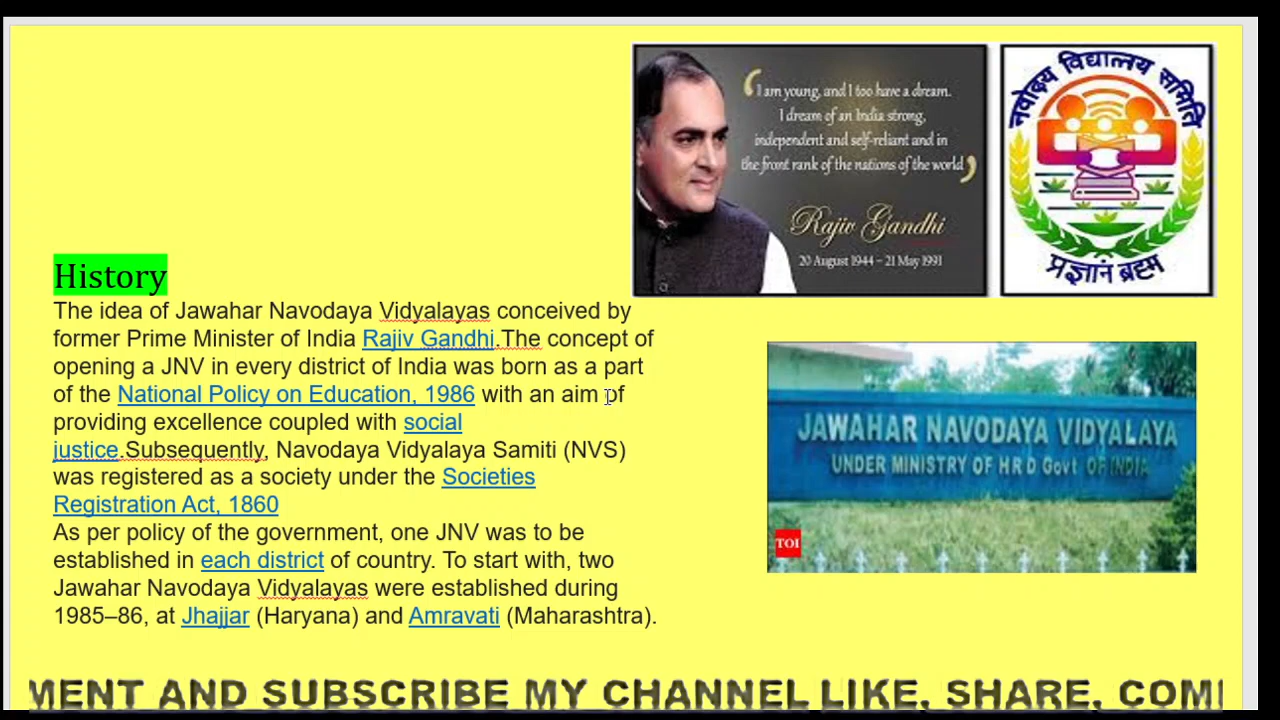 I am young, and I too have a dream.
I dream of an India strong,
independent and self-reliant and in
the front rank of the nations of the world
Rajiv Gandhi
20 August 1944 – 21 May 1991
नवोदय विद्यालय समिति
प्रज्ञानं ब्रह्म
History
The idea of Jawahar Navodaya Vidyalayas conceived by
former Prime Minister of India Rajiv Gandhi.The concept of
opening a JNV in every district of India was born as a part
of the National Policy on Education, 1986 with an aim of
providing excellence coupled with social
justice.Subsequently, Navodaya Vidyalaya Samiti (NVS)
was registered as a society under the Societies
Registration Act, 1860
As per policy of the government, one JNV was to be
established in each district of country. To start with, two
Jawahar Navodaya Vidyalayas were established during
1985–86, at Jhajjar (Haryana) and Amravati (Maharashtra).
JAWAHAR NAVODAYA VIDYALAYA
UNDER MINISTRY OF HRD Govt OF INDIA
TOI
MENT AND SUBSCRIBE MY CHANNEL LIKE, SHARE, COM